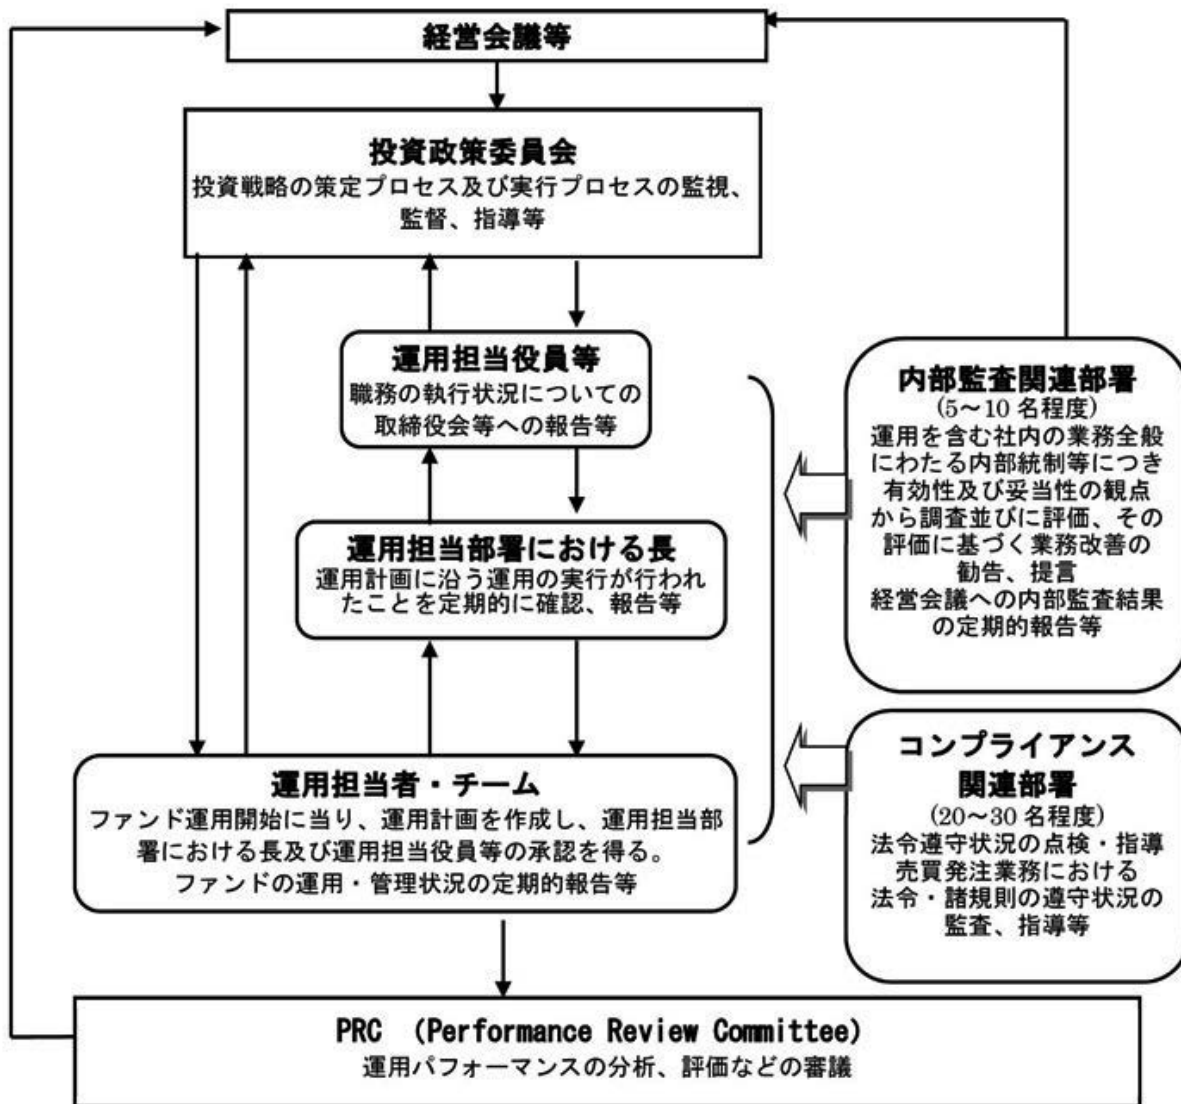 経営会議等
投資政策委員会
投資戦略の策定プロセス及び実行プロセスの監視、
監督、指導等
運用担当役員等
職務の執行状況についての
取締役会等への報告等
運用担当部署における長
運用計画に沿う運用の実行が行われ
たことを定期的に確認、報告等
運用担当者・チーム
ファンド運用開始に当り、運用計画を作成し、運用担当部
署における長及び運用担当役員等の承認を得る。
ファンドの運用・管理状況の定期的報告等
内部監査関連部署
(5～10 名程度)
運用を含む社内の業務全般
にわたる内部統制等につき
有効性及び妥当性の観点
から調査並びに評価、その
評価に基づく業務改善の
勧告、提言
経営会議への内部監査結果
の定期的報告等
コンプライアンス
関連部署
(20～30 名程度)
法令遵守状況の点検・指導
売買発注業務における
法令・諸規則の遵守状況の
監査、指導等
PRC （Performance Review Committee）
運用パフォーマンスの分析、評価などの審議